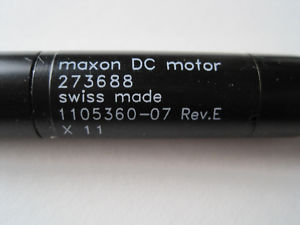 maxon DC motor
273688
swiss made
1105360-07 Rev.E
X 11